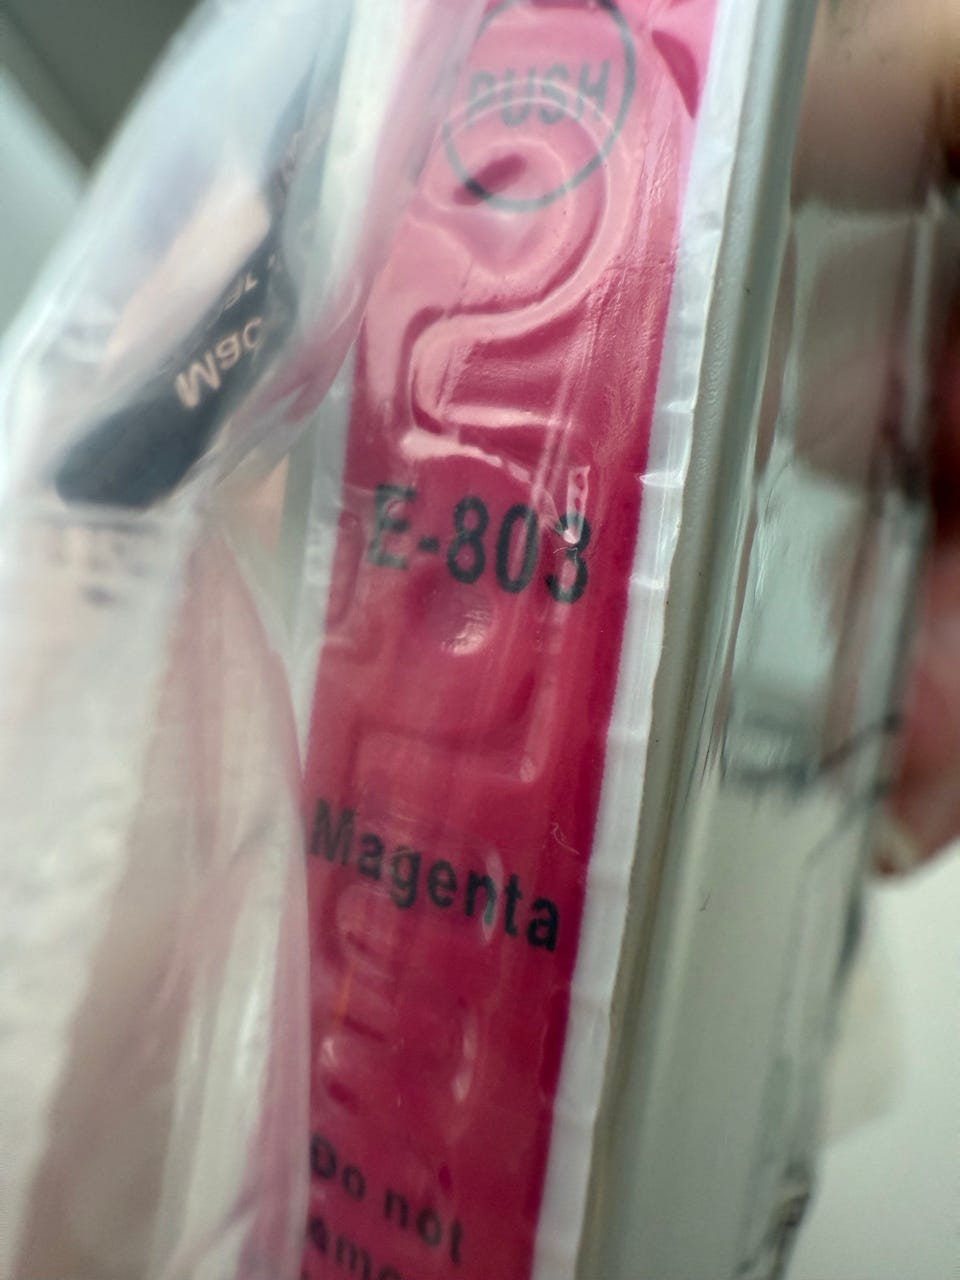 PUSH
E-803
Magenta
Do not